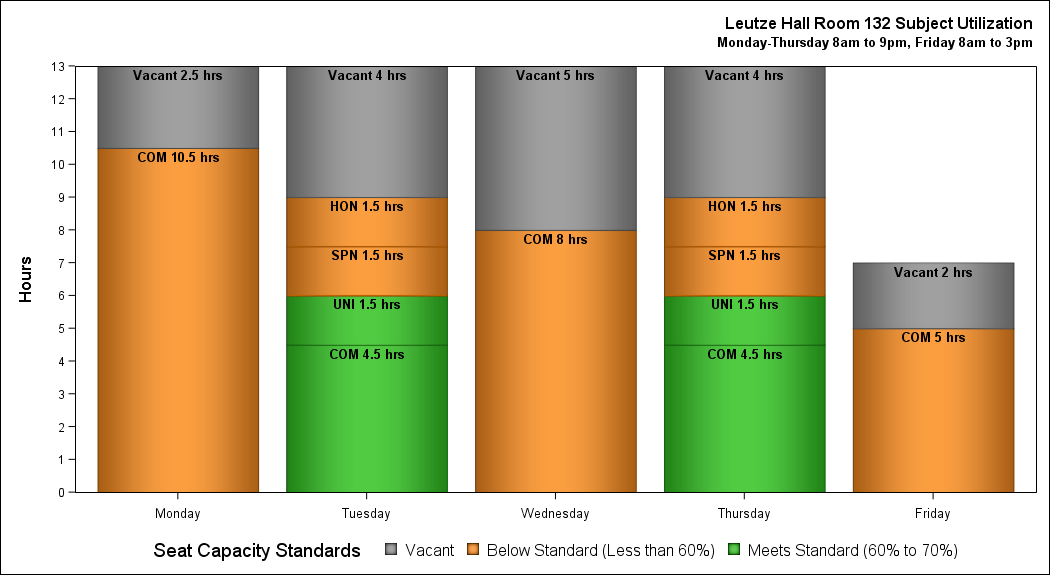 Leutze Hall Room 132 Subject Utilization
Monday-Thursday 8am to 9pm, Friday 8am to 3pm
Hours
13
12
11
10
9
8
7
6
5
4
3
2
1
0
Vacant 2.5 hrs
COM 10.5 hrs
Vacant 4 hrs
HON 1.5 hrs
SPN 1.5 hrs
UNI 1.5 hrs
COM 4.5 hrs
Vacant 5 hrs
COM 8 hrs
Vacant 4 hrs
HON 1.5 hrs
SPN 1.5 hrs
UNI 1.5 hrs
COM 4.5 hrs
Vacant 2 hrs
COM 5 hrs
Monday Tuesday Wednesday Thursday Friday
Seat Capacity Standards Vacant Below Standard (Less than 60%) Meets Standard (60% to 70%)